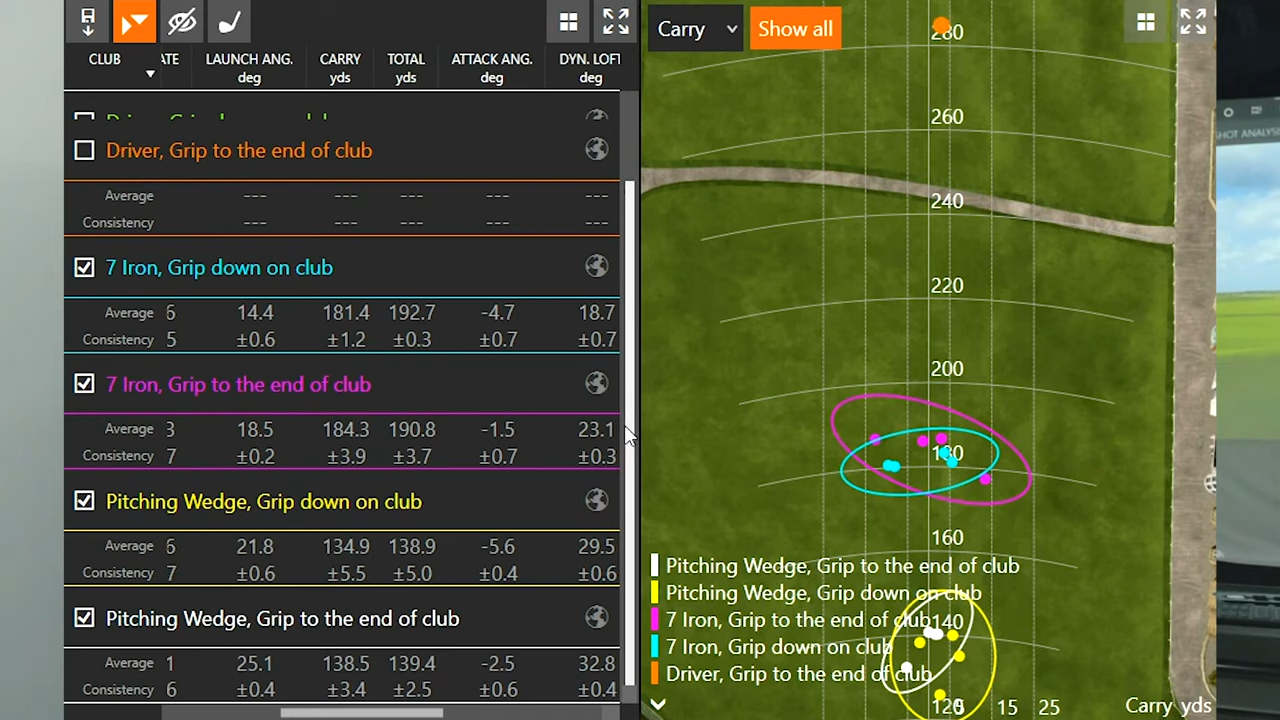 CLUB
ATE
LAUNCH ANG.
deg
CARRY
yds
TOTAL
yds
ATTACK ANG.
deg
DYN. LOFT
deg
Driver, Grip to the end of club
Average --- --- --- --- ---
Consistency --- --- --- --- ---
7 Iron, Grip down on club
Average 6 14.4 181.4 192.7 -4.7 18.7
Consistency 5 ±0.6 ±1.2 ±0.3 ±0.7 ±0.7
7 Iron, Grip to the end of club
Average 3 18.5 184.3 190.8 -1.5 23.1
Consistency 7 ±0.2 ±3.9 ±3.7 ±0.7 ±0.3
Pitching Wedge, Grip down on club
Average 6 21.8 134.9 138.9 -5.6 29.5
Consistency 7 ±0.6 ±5.5 ±5.0 ±0.4 ±0.6
Pitching Wedge, Grip to the end of club
Average 1 25.1 138.5 139.4 -2.5 32.8
Consistency 6 ±0.4 ±3.4 ±2.5 ±0.6 ±0.4
Carry
Show all
280
260
240
220
200
180
160
140
120
Pitching Wedge, Grip to the end of club
Pitching Wedge, Grip down on club
7 Iron, Grip to the end of club
7 Iron, Grip down on club
Driver, Grip to the end of club
5 15 25
Carry yds
SHOT ANALYSI